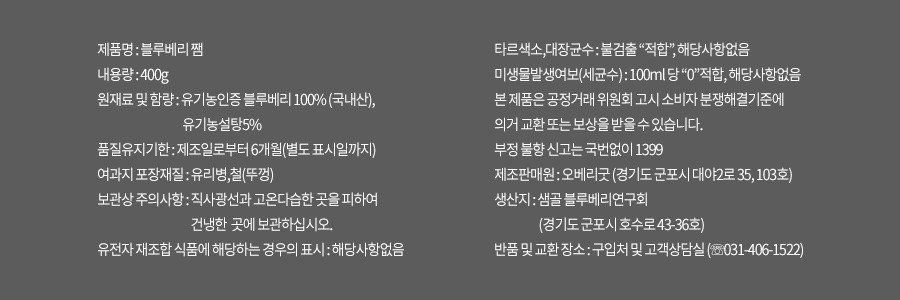 제품명 : 블루베리 쨈
내용량 : 400g
원재료 및 함량 : 유기농인증 블루베리 100% (국내산),
유기농설탕5%
품질유지기한 : 제조일로부터 6개월(별도 표시일까지)
여과지 포장재질 : 유리병,철(뚜껑)
보관상 주의사항 : 직사광선과 고온다습한 곳을 피하여
건냉한 곳에 보관하십시오.
유전자 재조합 식품에 해당하는 경우의 표시 : 해당사항없음
타르색소,대장균수 : 불검출 “적합”, 해당사항없음
미생물발생여보(세균수) : 100ml 당 “0”적합, 해당사항없음
본 제품은 공정거래 위원회 고시 소비자 분쟁해결기준에
의거 교환 또는 보상을 받을 수 있습니다.
부정 불향 신고는 국번없이 1399
제조판매원 : 오베리굿 (경기도 군포시 대야2로 35, 103호)
생산지 : 샘골 블루베리연구회
(경기도 군포시 호수로 43-36호)
반품 및 교환 장소 : 구입처 및 고객상담실 (☏031-406-1522)